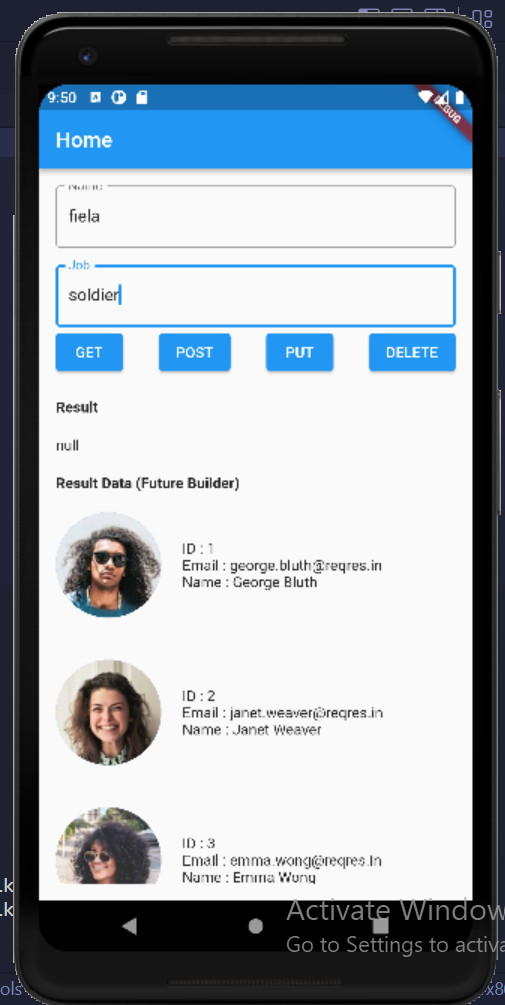 9:50
DEBUG
Home
Name
fiela
Job
soldier
GET POST PUT DELETE
Result
null
Result Data (Future Builder)
ID : 1
Email : george.bluth@reqres.in
Name : George Bluth
ID : 2
Email : janet.weaver@reqres.in
Name : Janet Weaver
ID : 3
Email : emma.wong@reqres.in
Name : Emma Wong
.k
.k
Activate Window
Go to Settings to activa
ols
x8